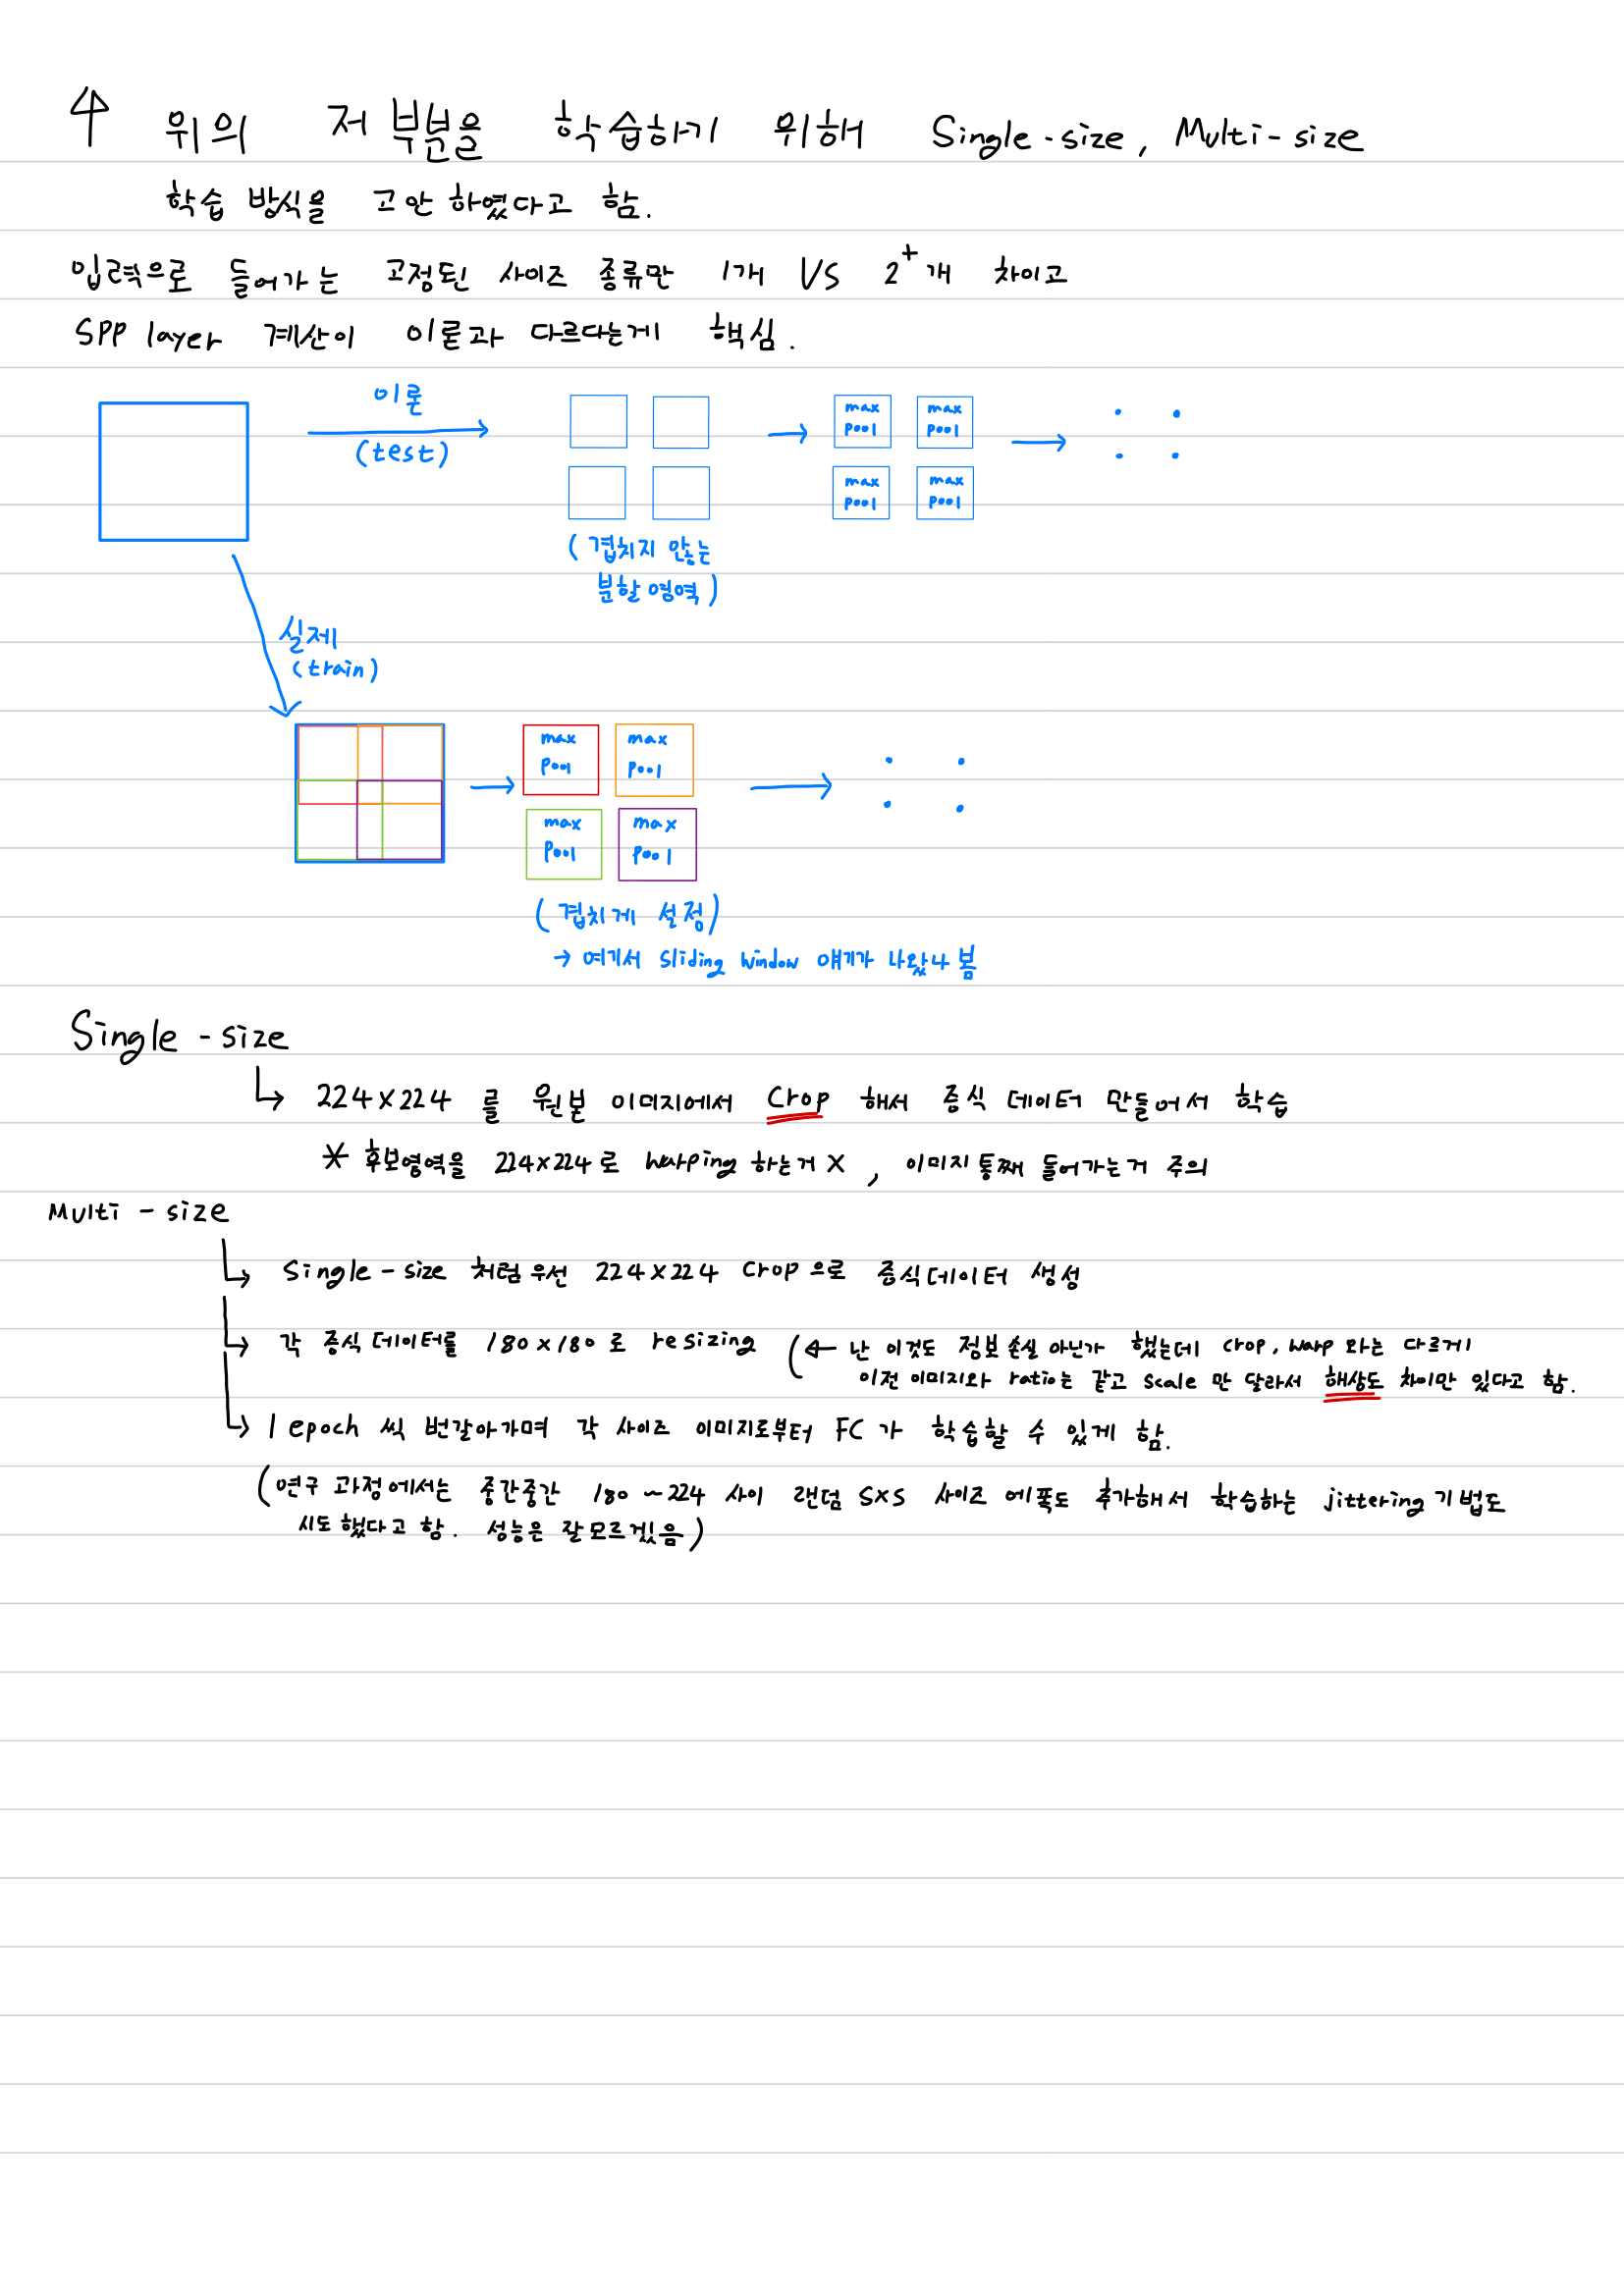 위의 저 부분을 학습하기 위해 Single-size, Multi-size
학습 방식을 고안 하였다고 함.
입력으로 들어가는 고정된 사이즈 종류만 1개 VS 2⁺개 차이고
SPP layer 계산이 이론과 다르다는게 핵심.
이론
(test)
max pool
max pool
max pool
max pool
(겹치지 않는
분할영역)
실제
(train)
max pool
max pool
max pool
max pool
(겹치게 설정)
→ 여기서 sliding window 얘기가 나왔나 봄
Single-size
↳ 224×224 를 원본 이미지에서 Crop 해서 증식 데이터 만들어서 학습
* 후보영역을 224×224로 warping 하는거 X, 이미지 통째 들어가는거 주의
Multi-size
↳ Single-size 처럼 우선 224×224 crop으로 증식데이터 생성
↳ 각 증식 데이터를 180×180로 resizing (← 난 이것도 정보 손실 아닌가 했는데 crop, warp 와는 다르게
이전 이미지와 ratio는 같고 scale 만 달라서 해상도 차이만 있다고 함.
↳ 1 epoch 씩 번갈아가며 각 사이즈 이미지로부터 FC가 학습할 수 있게 함.
(연구 과정에서는 중간중간 180~224 사이 랜덤 SXS 사이즈 에폭도 추가해서 학습하는 jittering 기법도
시도 했다고 함. 성능은 잘 모르겠음)